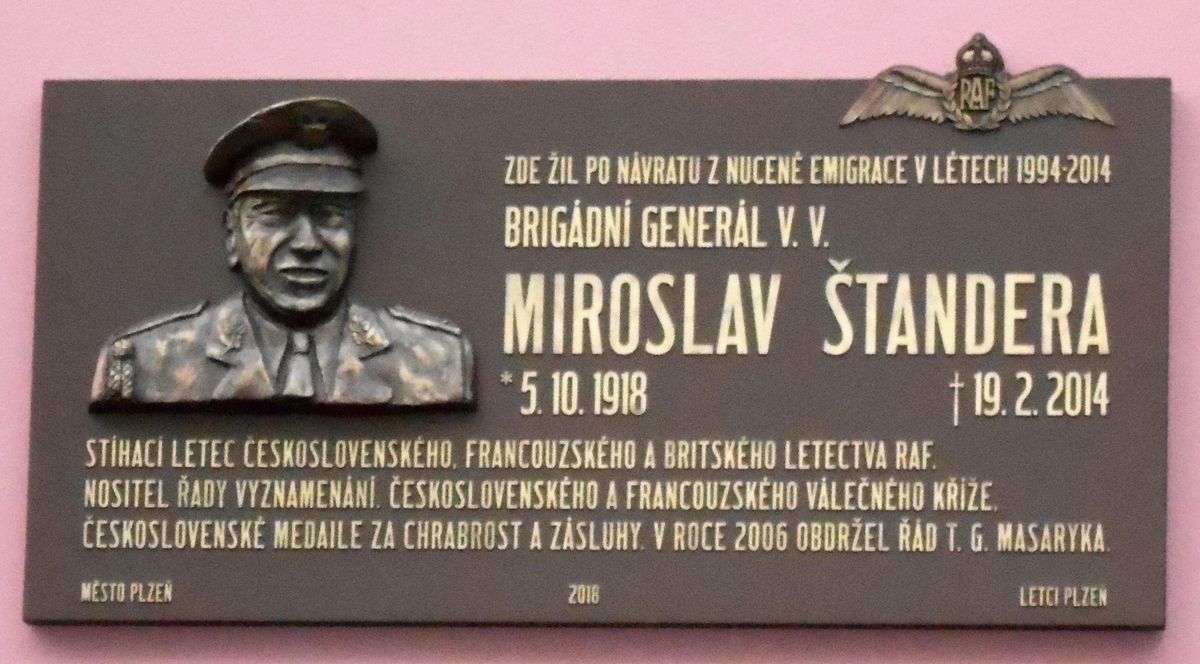 RAF
ZDE ŽIL PO NÁVRATU Z NUCENÉ EMIGRACE V LÉTECH 1994-2014
BRIGÁDNÍ GENERÁL V. V.
MIROSLAV ŠTANDERA
* 5. 10. 1918 † 19. 2. 2014
STÍHACÍ LETEC ČESKOSLOVENSKÉHO, FRANCOUZSKÉHO A BRITSKÉHO LETECTVA RAF.
NOSITEL ŘADY VYZNAMENÁNÍ. ČESKOSLOVENSKÉHO A FRANCOUZSKÉHO VÁLEČNÉHO KŘÍŽE,
ČESKOSLOVENSKÉ MEDAILE ZA CHRABROST A ZÁSLUHY. V ROCE 2006 OBDRŽEL ŘÁD T. G. MASARYKA.
MĚSTO PLZEŇ 2018 LETCI PLZEŇ